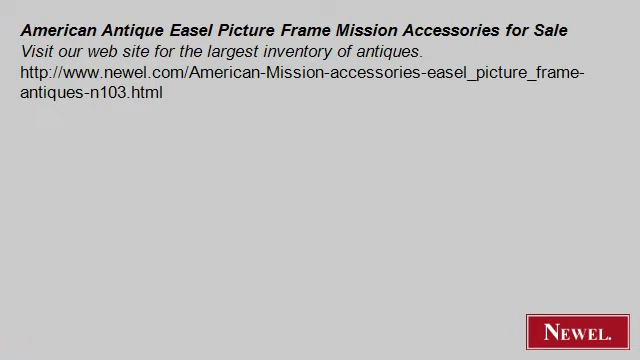 American Antique Easel Picture Frame Mission Accessories for Sale
Visit our web site for the largest inventory of antiques.
http://www.newel.com/American-Mission-accessories-easel_picture_frame-
antiques-n103.html
NEWEL.